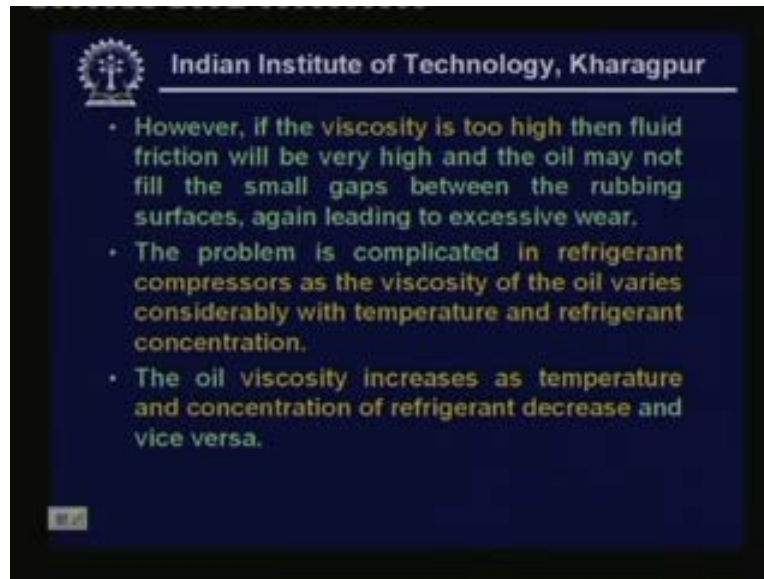 Indian Institute of Technology, Kharagpur
• However, if the viscosity is too high then fluid
friction will be very high and the oil may not
fill the small gaps between the rubbing
surfaces, again leading to excessive wear.
• The problem is complicated in refrigerant
compressors as the viscosity of the oil varies
considerably with temperature and refrigerant
concentration.
• The oil viscosity increases as temperature
and concentration of refrigerant decrease and
vice versa.